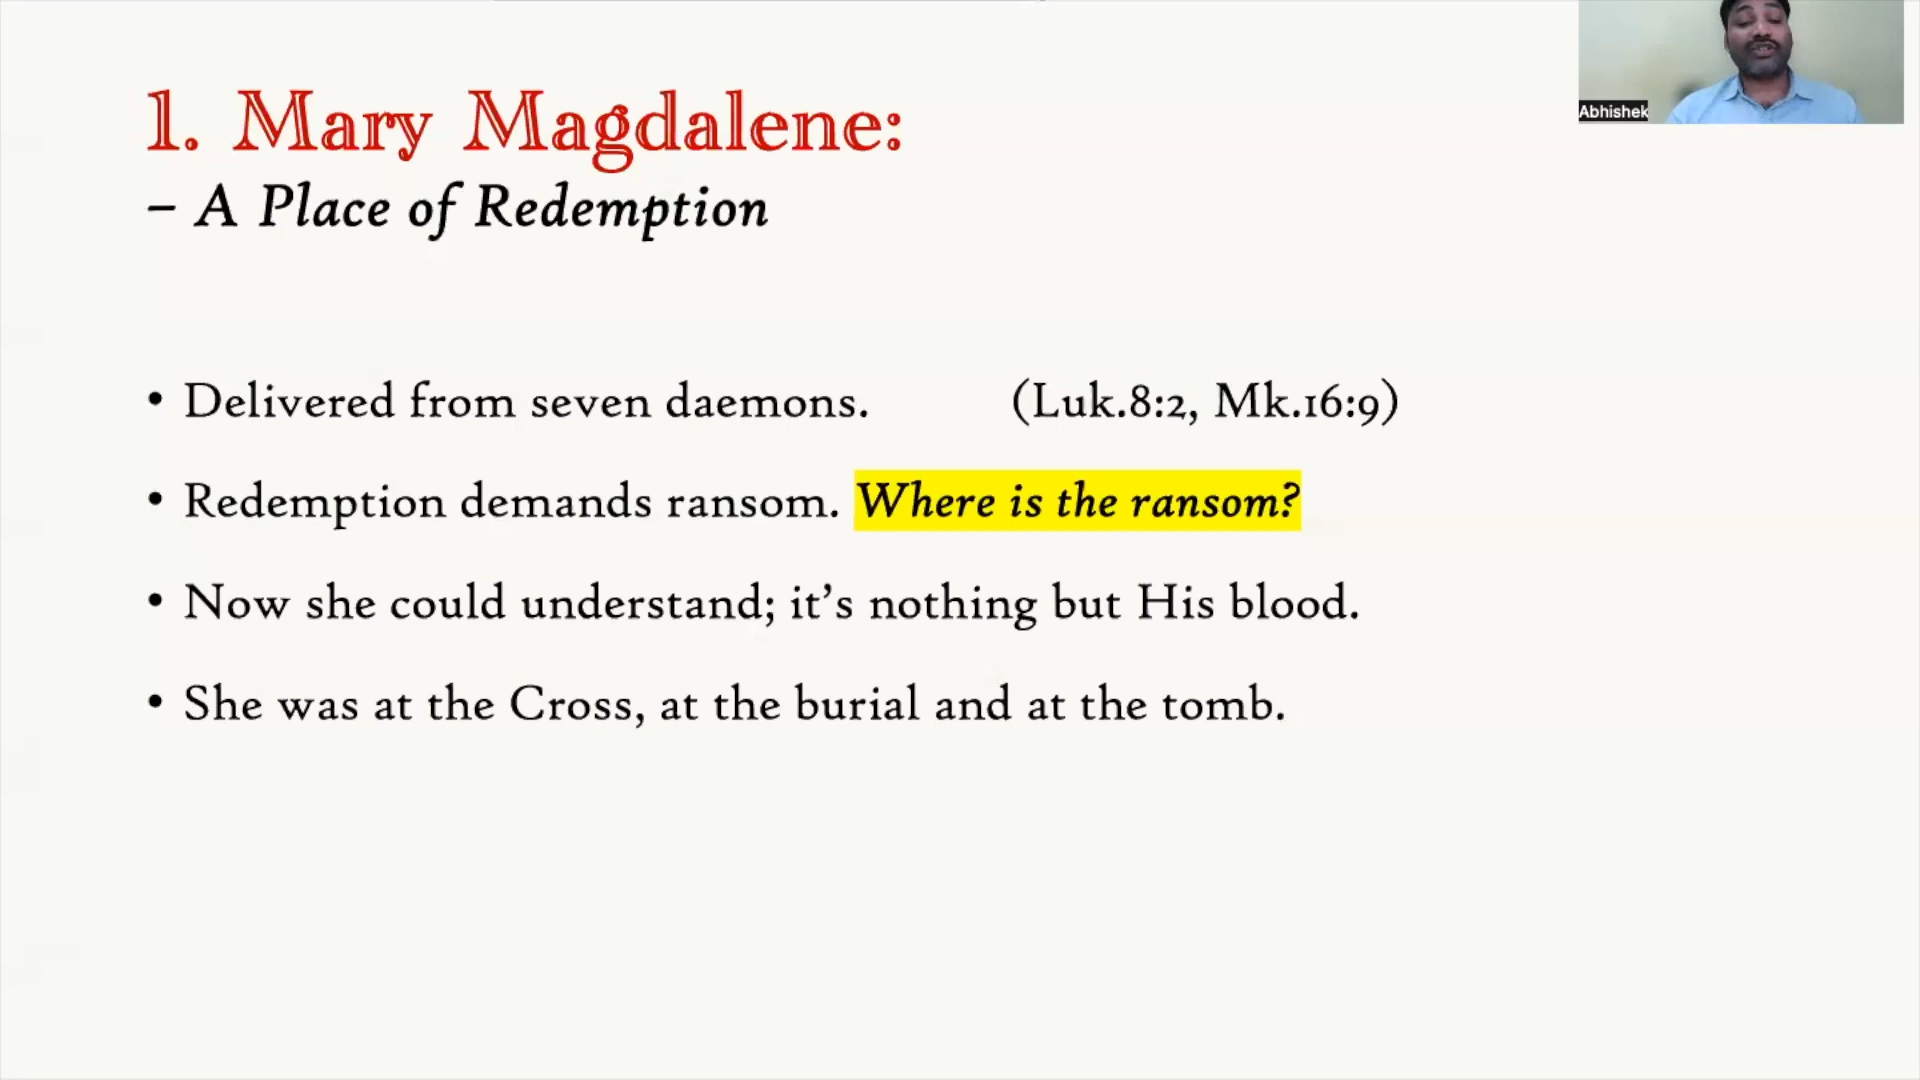 1. Mary Magdalene:
– A Place of Redemption
Abhishek
• Delivered from seven daemons. (Luk.8:2, Mk.16:9)
• Redemption demands ransom. Where is the ransom?
• Now she could understand; it’s nothing but His blood.
• She was at the Cross, at the burial and at the tomb.